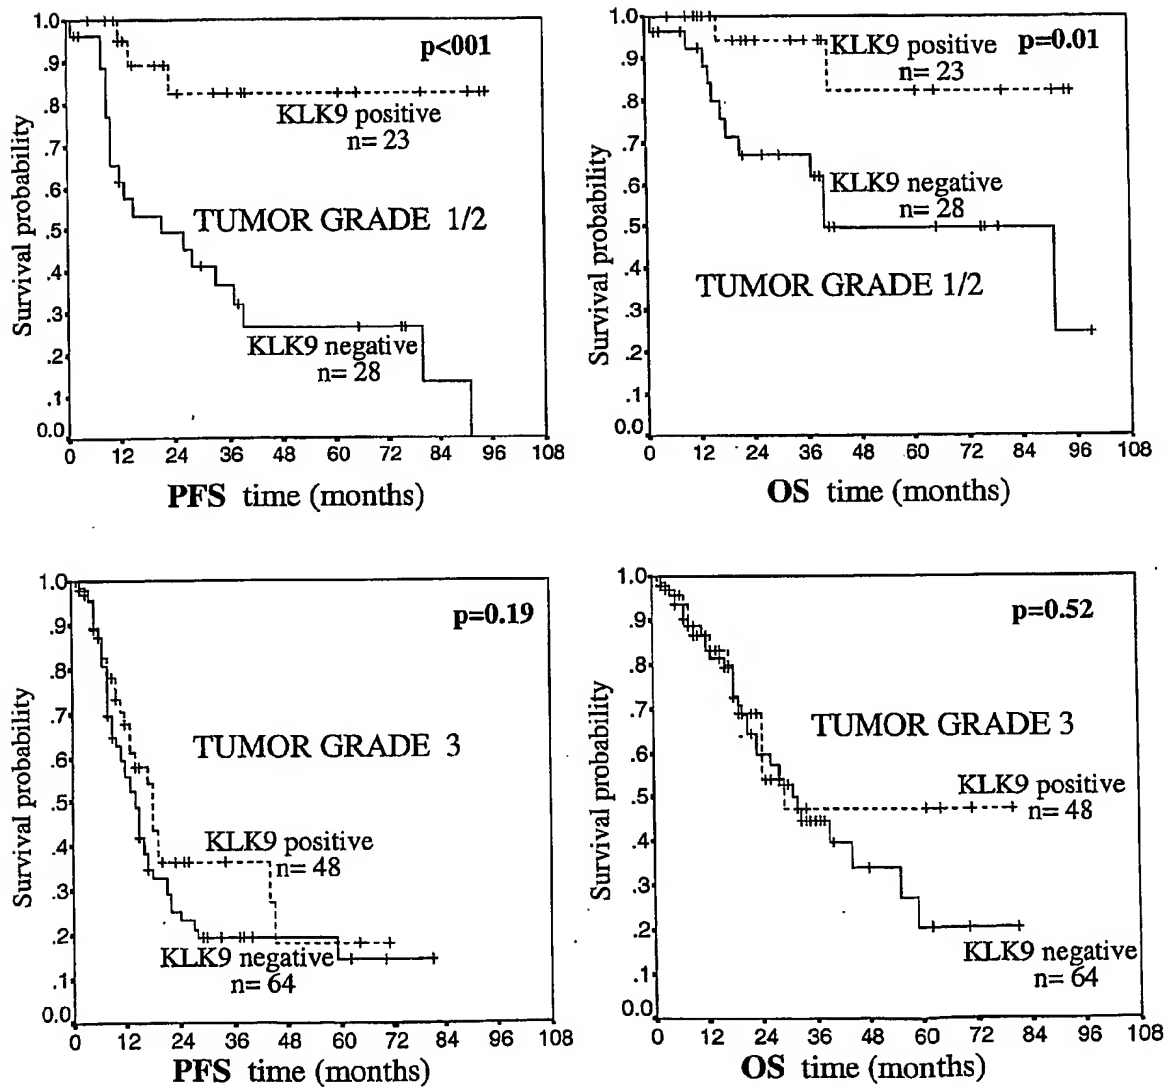 1.0
.9
.8
.7
.6
.5
.4
.3
.2
.1
0.0
Survival probability
p<001
KLK9 positive
n= 23
TUMOR GRADE 1/2
KLK9 negative
n= 28
0 12 24 36 48 60 72 84 96 108
PFS time (months)
1.0
.9
.8
.7
.6
.5
.4
.3
.2
.1
0.0
Survival probability
p=0.01
KLK9 positive
n= 23
KLK9 negative
n= 28
TUMOR GRADE 1/2
0 12 24 36 48 60 72 84 96 108
OS time (months)
1.0
.9
.8
.7
.6
.5
.4
.3
.2
.1
0.0
Survival probability
p=0.19
TUMOR GRADE 3
KLK9 positive
n= 48
KLK9 negative
n= 64
0 12 24 36 48 60 72 84 96 108
PFS time (months)
1.0
.9
.8
.7
.6
.5
.4
.3
.2
.1
0.0
Survival probability
p=0.52
TUMOR GRADE 3
KLK9 positive
n= 48
KLK9 negative
n= 64
0 12 24 36 48 60 72 84 96 108
OS time (months)